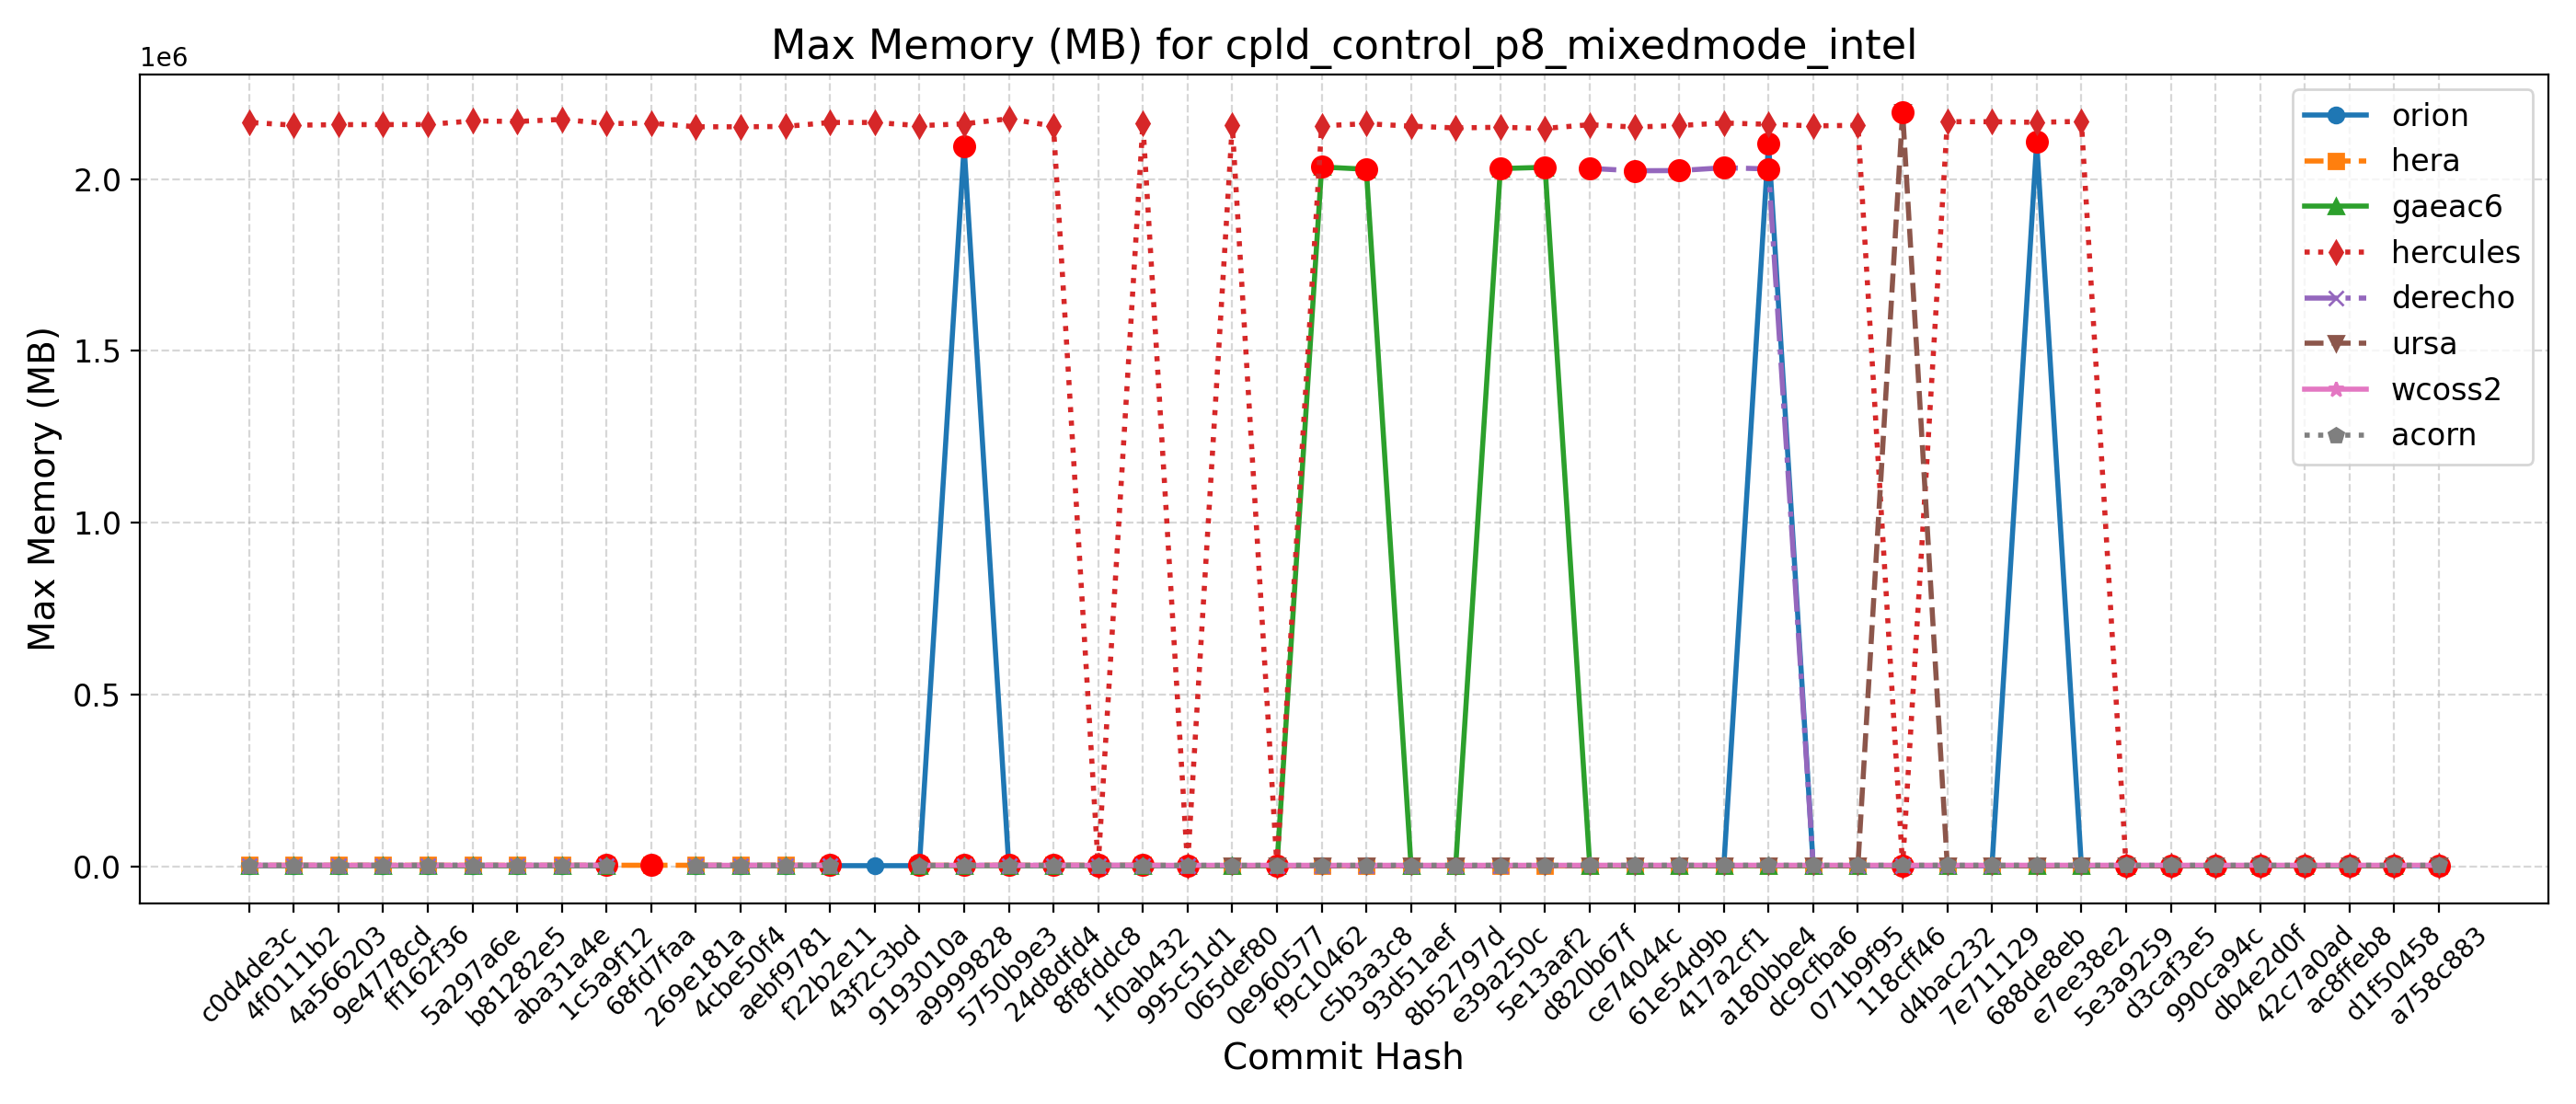 Max Memory (MB) for cpld_control_p8_mixedmode_intel
1e6
Max Memory (MB)
2.0
1.5
1.0
0.5
0.0
orion
hera
gaeac6
hercules
derecho
ursa
wcoss2
acorn
c0d4de3c
4f0111b2
4a566203
9e4778cd
ff162f36
5a297a6e
b81282e5
aba31a4e
1c5a9f12
68fd7faa
269e181a
4cbe50f4
aebf9781
f22b2e11
43f2c3bd
9193010a
a9999828
5750b9e3
24d8dfd4
8f8fddc8
1f0ab432
995c51d1
065def80
0e960577
f9c10462
c5b3a3c8
93d51aef
8b52797d
e39a250c
5e13aaf2
d820b67f
ce74044c
61e54d9b
417a2cf1
a180bbe4
dc9cfba6
071b9f95
118cff46
d4bac232
7e711129
688de8eb
e7ee38e2
5e3a9259
d3caf3e5
990ca94c
db4e2d0f
42c7a0ad
ac8ffeb8
d1f50458
a758c883
Commit Hash